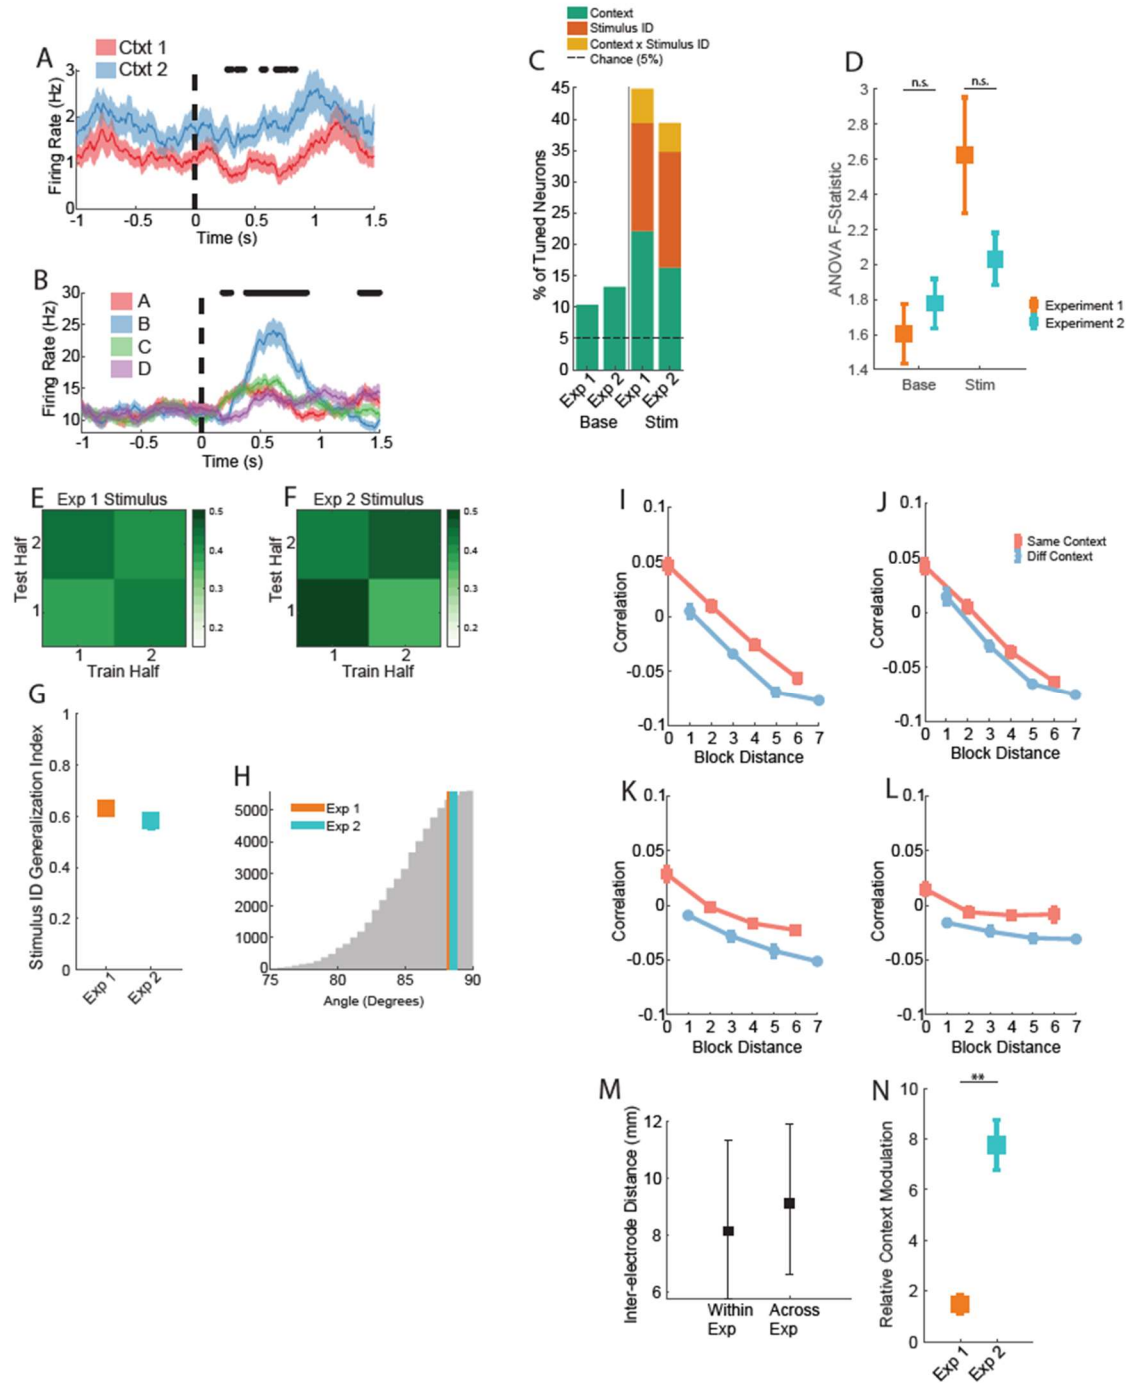 A
Ctxt 1
Ctxt 2
Firing Rate (Hz)
3
2
1
0
-1 -0.5 0 0.5 1 1.5
Time (s)
B
A
B
C
D
Firing Rate (Hz)
30
25
20
15
10
-1 -0.5 0 0.5 1 1.5
Time (s)
Context
Stimulus ID
Context x Stimulus ID
Chance (5%)
C
% of Tuned Neurons
45
40
35
30
25
20
15
10
5
0
Exp 1 Exp 2 Exp 1 Exp 2
Base Stim
D
n.s. n.s.
ANOVA F-Statistic
3
2.8
2.6
2.4
2.2
2
1.8
1.6
1.4
Base Stim
Experiment 1
Experiment 2
E
Exp 1 Stimulus
Test Half
2
1
1 2
Train Half
0.5
0.4
0.3
0.2
F
Exp 2 Stimulus
Test Half
2
1
1 2
Train Half
0.5
0.4
0.3
0.2
G
Stimulus ID Generalization Index
1
0.8
0.6
0.4
0.2
0
Exp 1 Exp 2
H
Exp 1
Exp 2
5000
4000
3000
2000
1000
0
75 80 85 90
Angle (Degrees)
I
Correlation
0.1
0.05
0
-0.05
-0.1
0 1 2 3 4 5 6 7
Block Distance
J
Same Context
Diff Context
Correlation
0.1
0.05
0
-0.05
-0.1
0 1 2 3 4 5 6 7
Block Distance
K
Correlation
0.1
0.05
0
-0.05
-0.1
0 1 2 3 4 5 6 7
Block Distance
L
Correlation
0.1
0.05
0
-0.05
-0.1
0 1 2 3 4 5 6 7
Block Distance
M
Inter-electrode Distance (mm)
12
10
8
6
Within Across
Exp Exp
N
**
Relative Context Modulation
10
8
6
4
2
0
Exp 1 Exp 2